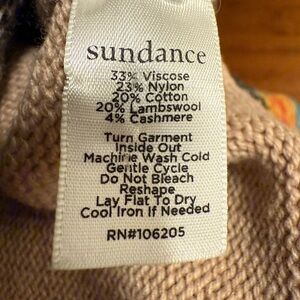 sundance
33% Viscose
23% Nylon
20% Cotton
20% Lambswool
4% Cashmere
Turn Garment
Inside Out
Machine Wash Cold
Gentle Cycle
Do Not Bleach
Reshape
Lay Flat To Dry
Cool Iron If Needed
RN#106205